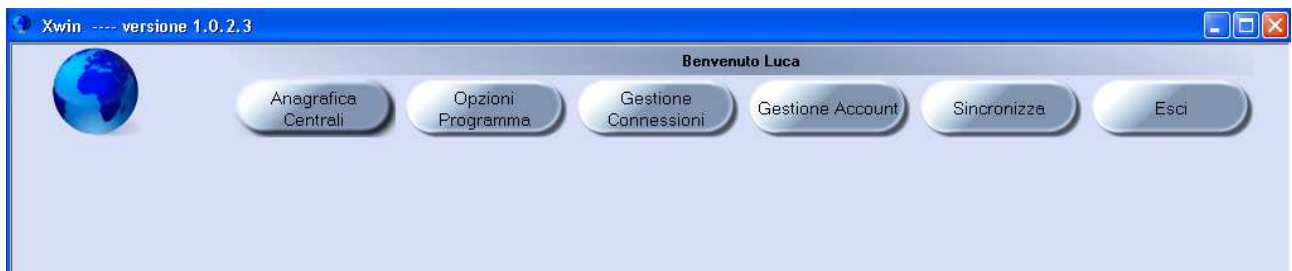 Xwin ---- versione 1.0.2.3
Benvenuto Luca
Anagrafica
Centrali
Opzioni
Programma
Gestione
Connessioni
Gestione Account
Sincronizza
Esci